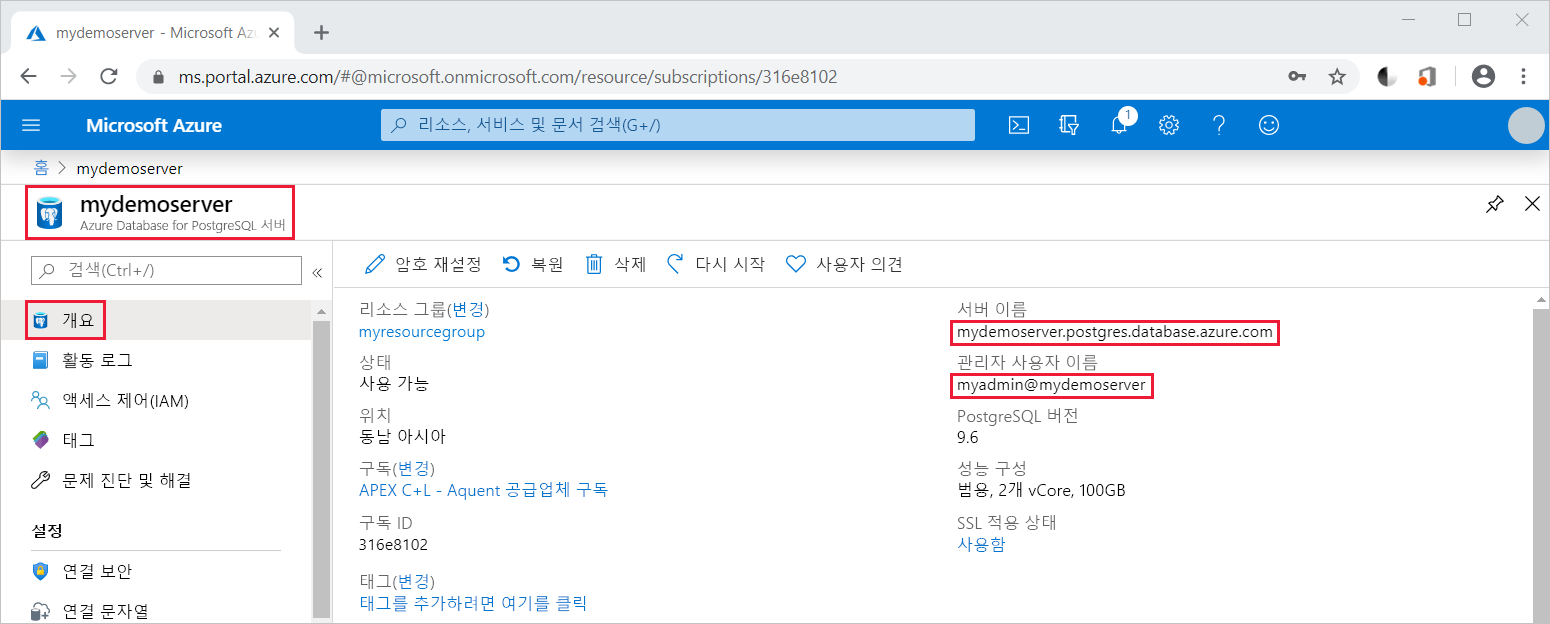 mydemoserver - Microsoft Az
ms.portal.azure.com/#@microsoft.onmicrosoft.com/resource/subscriptions/316e8102
Microsoft Azure
리소스, 서비스 및 문서 검색(G+/)
1
홈 > mydemoserver
mydemoserver
Azure Database for PostgreSQL 서버
검색(Ctrl+/)
«
개요
활동 로그
액세스 제어(IAM)
태그
문제 진단 및 해결
설정
연결 보안
연결 문자열
암호 재설정 복원 삭제 다시 시작 사용자 의견
리소스 그룹(변경)
myresourcegroup
상태
사용 가능
위치
동남 아시아
구독(변경)
APEX C+L - Aquent 공급업체 구독
구독 ID
316e8102
태그(변경)
태그를 추가하려면 여기를 클릭
서버 이름
mydemoserver.postgres.database.azure.com
관리자 사용자 이름
myadmin@mydemoserver
PostgreSQL 버전
9.6
성능 구성
범용, 2개 vCore, 100GB
SSL 적용 상태
사용함